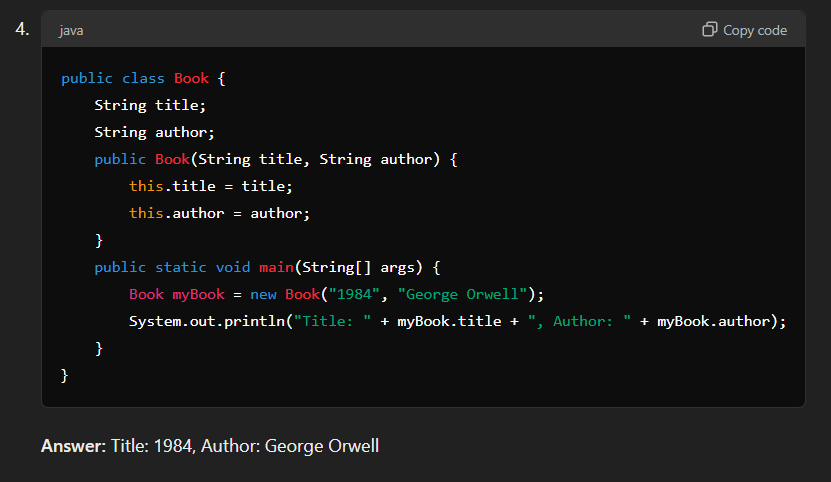 4.
java Copy code
public class Book {
    String title;
    String author;
    public Book(String title, String author) {
        this.title = title;
        this.author = author;
    }
    public static void main(String[] args) {
        Book myBook = new Book("1984", "George Orwell");
        System.out.println("Title: " + myBook.title + ", Author: " + myBook.author);
    }
}
Answer: Title: 1984, Author: George Orwell